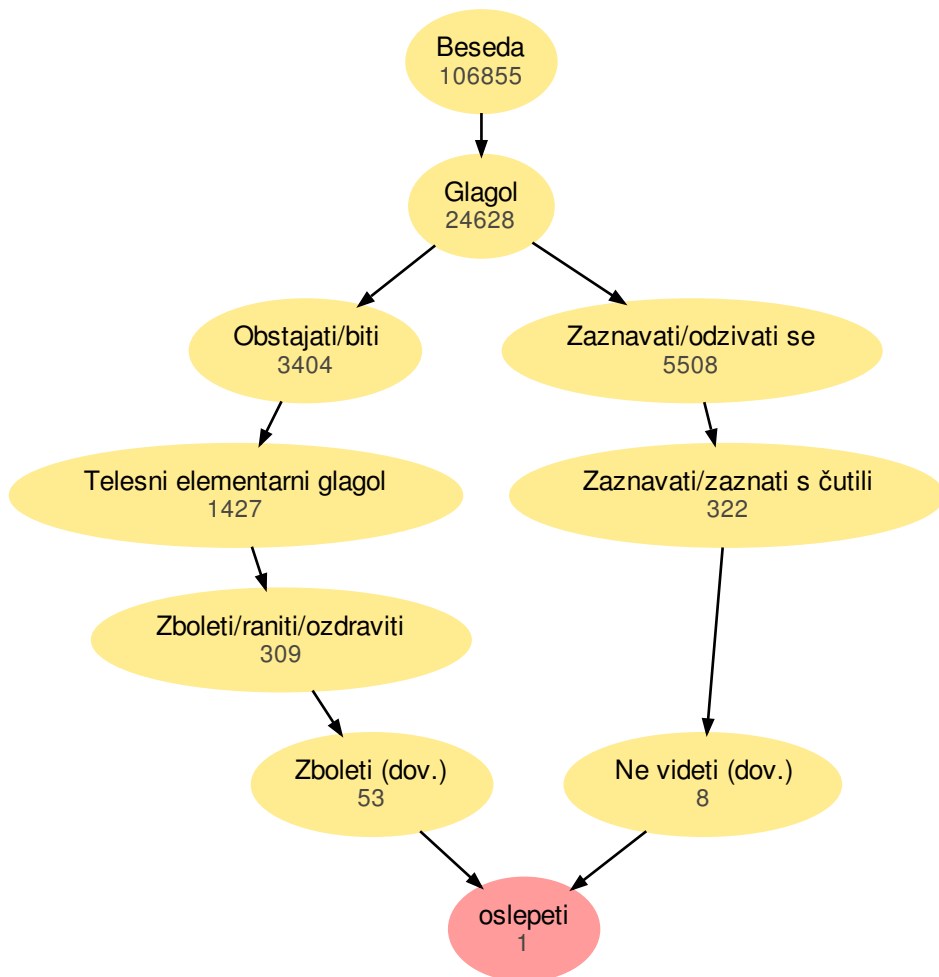 Beseda
106855
Glagol
24628
Obstajati/biti
3404
Zaznavati/odzivati se
5508
Telesni elementarni glagol
1427
Zaznavati/zaznati s čutili
322
Zboleti/raniti/ozdraviti
309
Zboleti (dov.)
53
Ne videti (dov.)
8
oslepeti
1